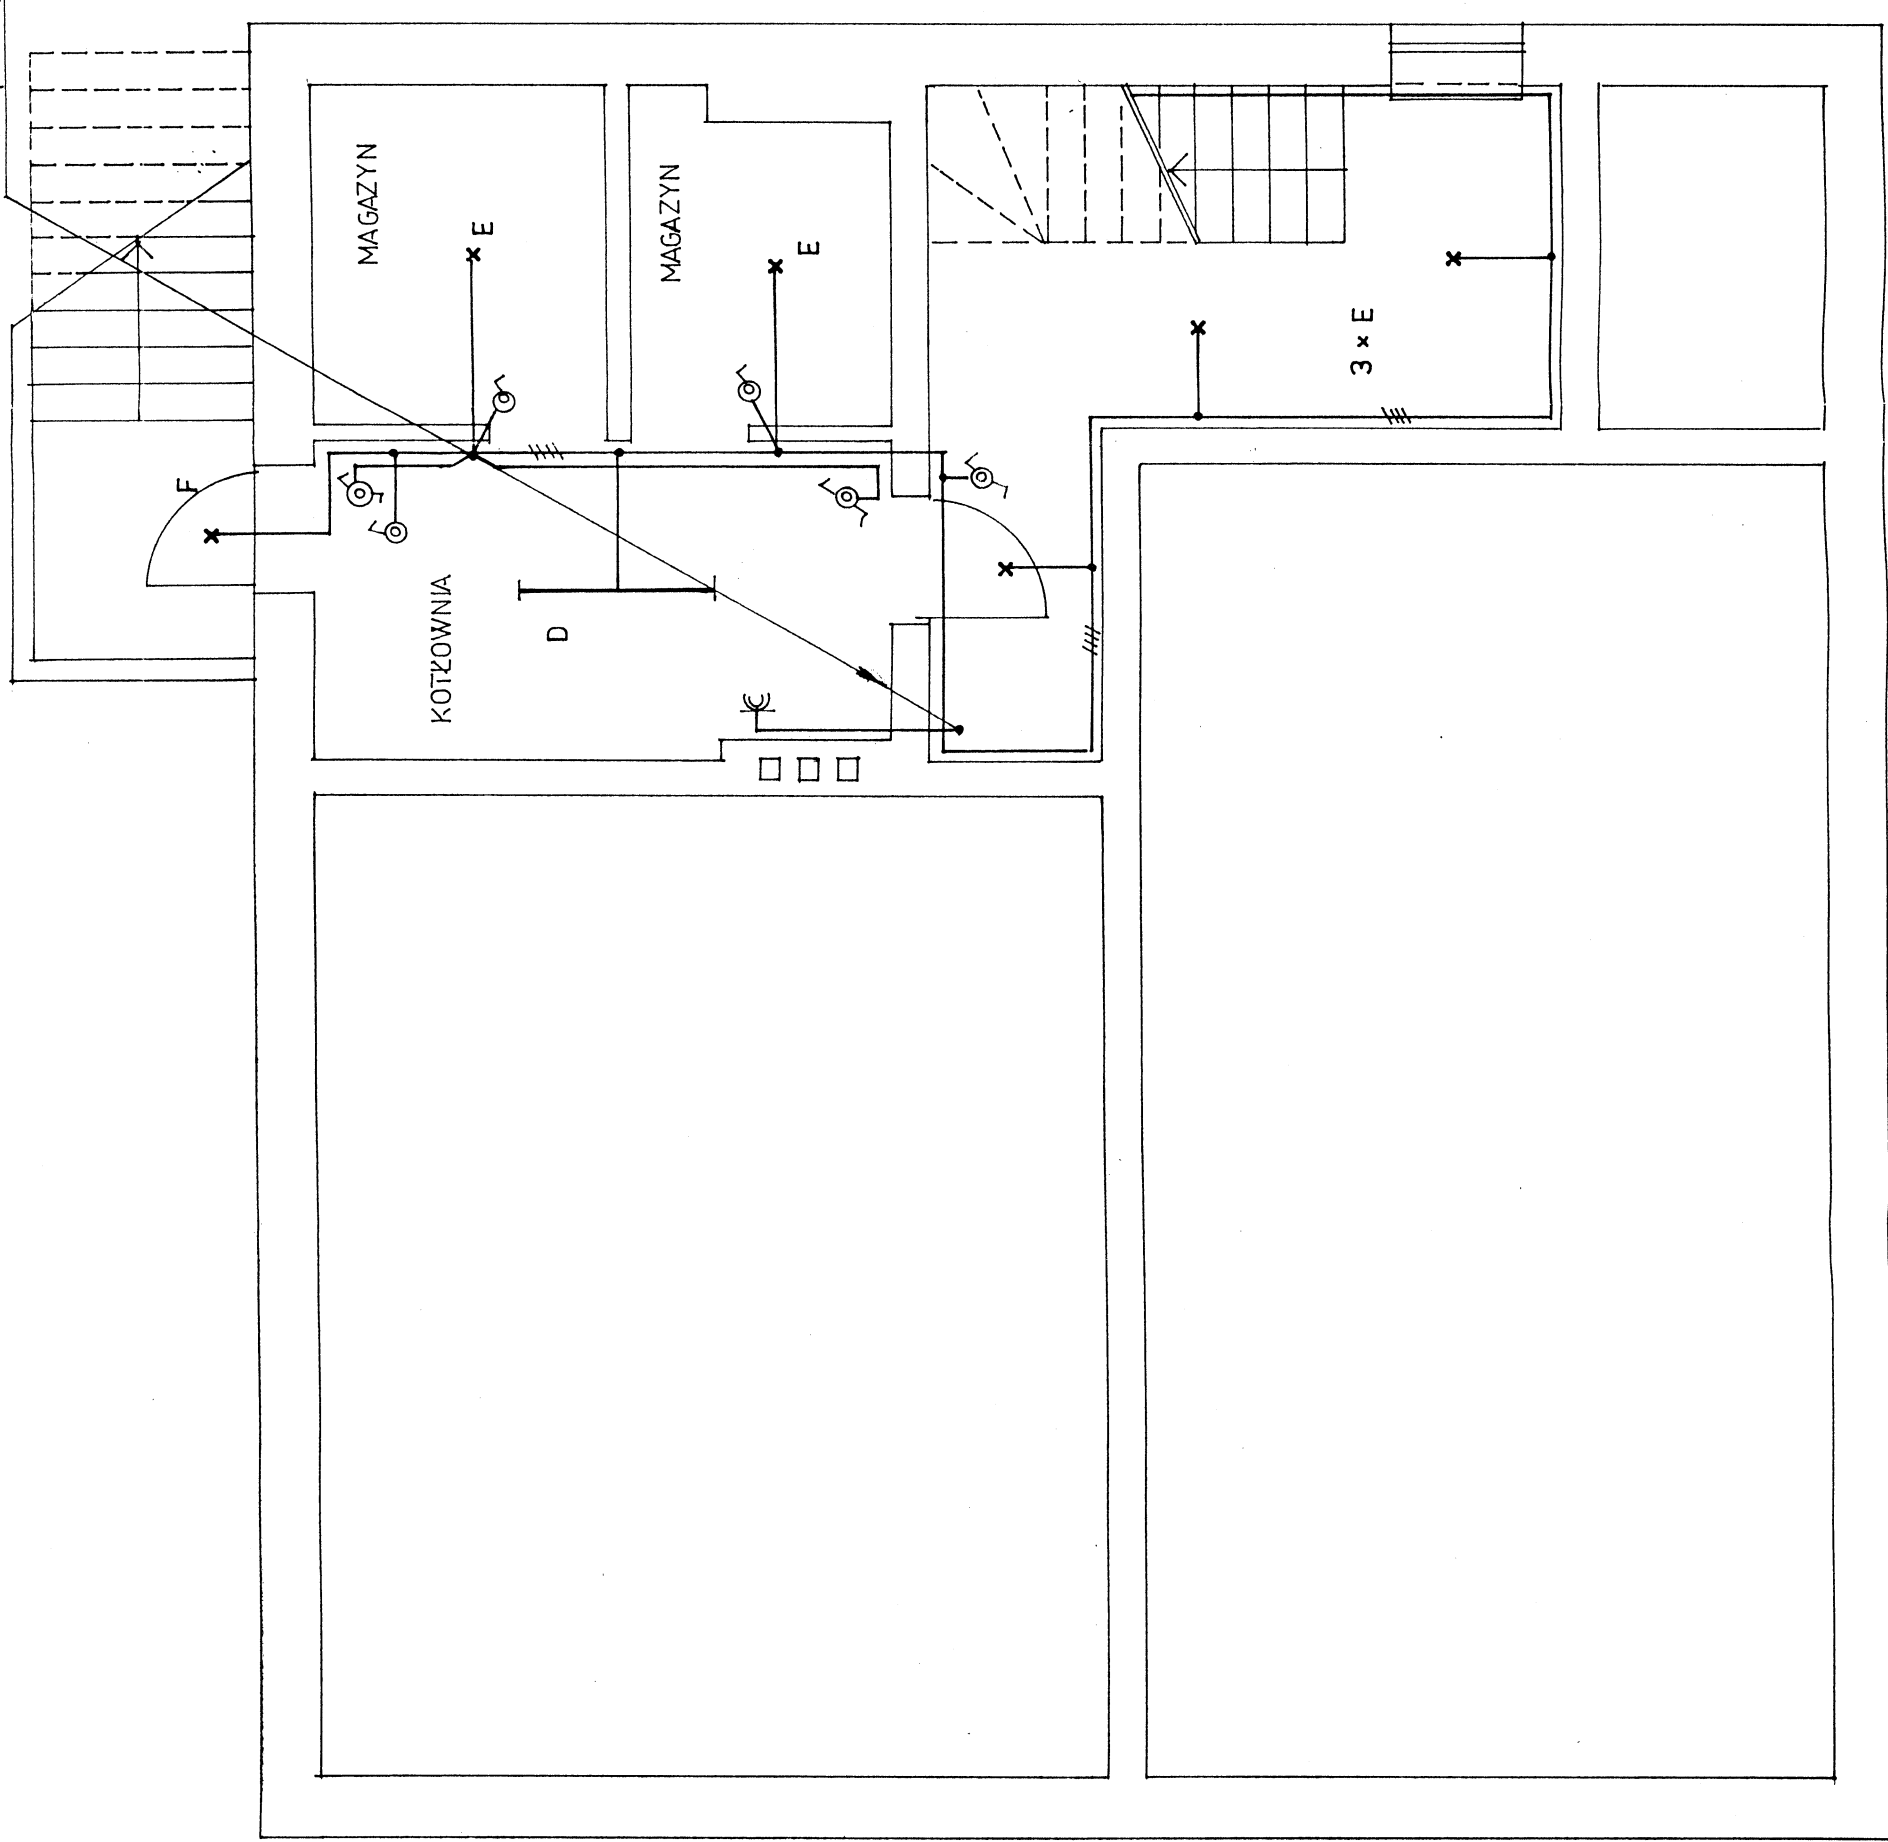 MAGAZYN
E
MAGAZYN
E
3 × E
F
KOTŁOWNIA
D